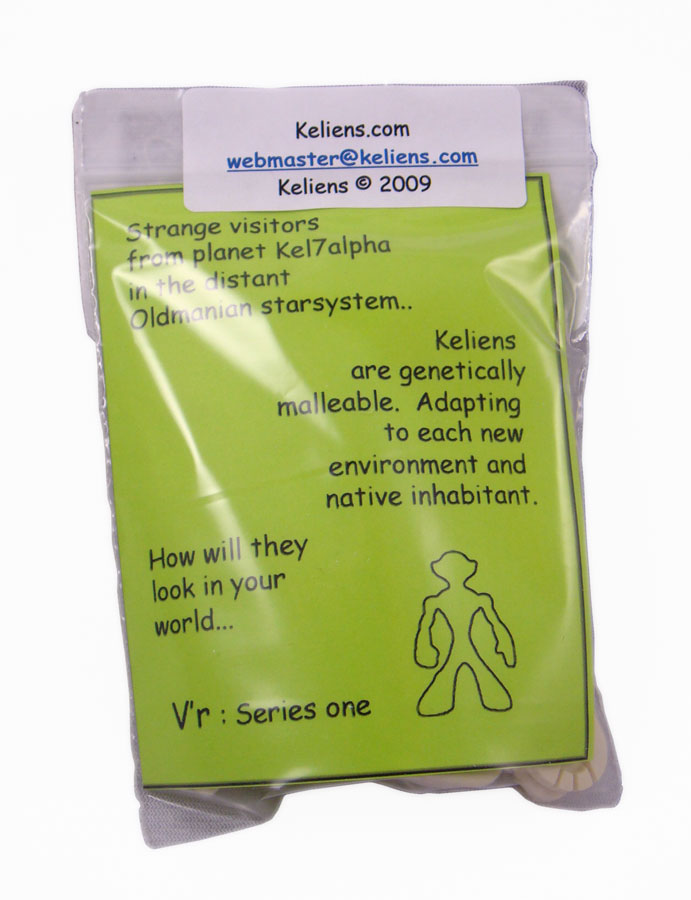 Keliens.com
webmaster@keliens.com
Keliens © 2009
Strange visitors
from planet Kel7alpha
in the distant
Oldmanian starsystem..
Keliens
are genetically
malleable. Adapting
to each new
environment and
native inhabitant.
How will they
look in your
world...
V'r : Series one